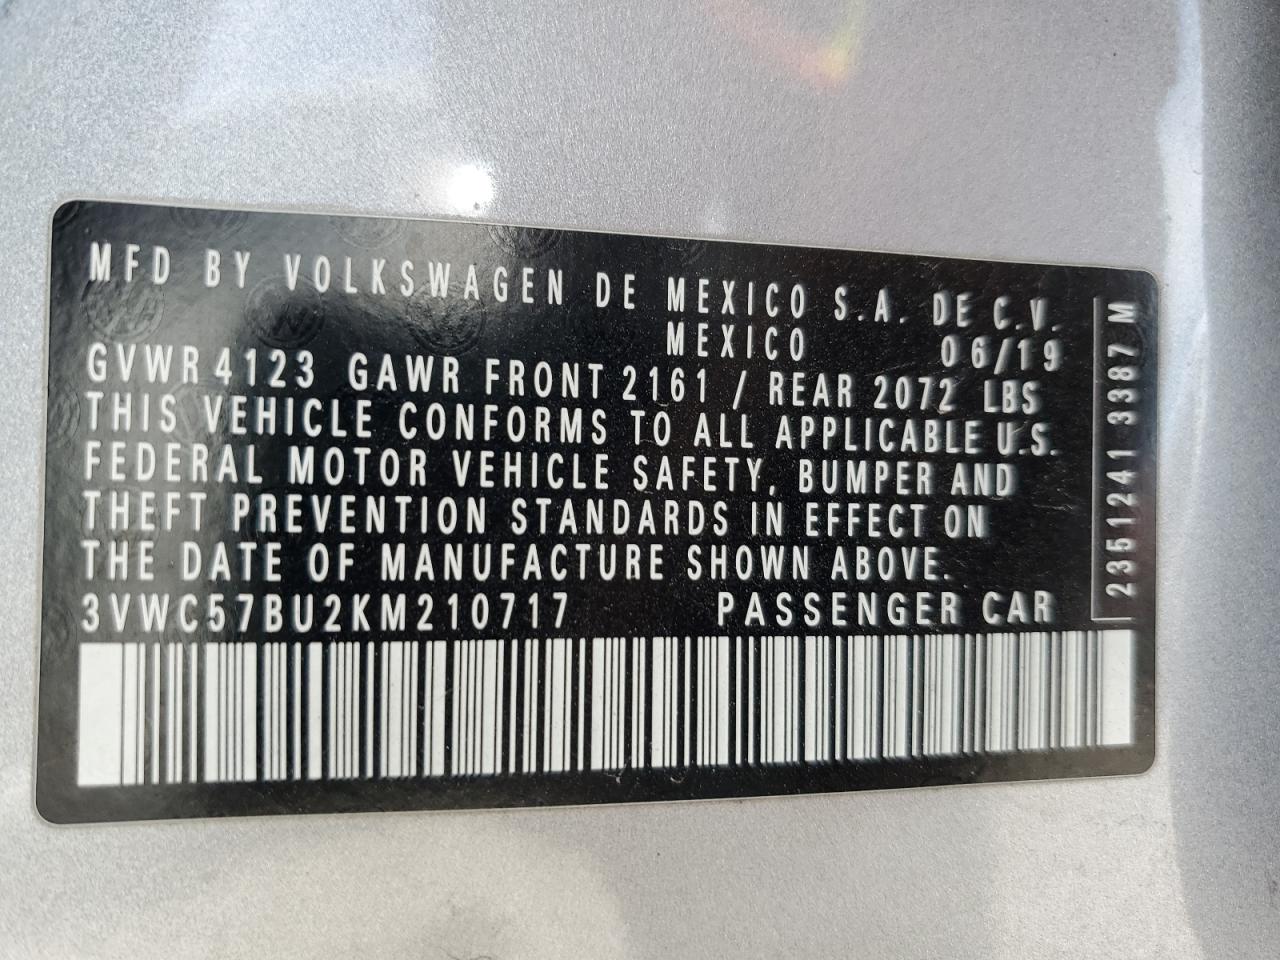 MFD BY VOLKSWAGEN DE MEXICO S.A. DE C.V.
MEXICO 06/19
GVWR 4123 GAWR FRONT 2161 / REAR 2072 LBS
THIS VEHICLE CONFORMS TO ALL APPLICABLE U.S.
FEDERAL MOTOR VEHICLE SAFETY, BUMPER AND
THEFT PREVENTION STANDARDS IN EFFECT ON
THE DATE OF MANUFACTURE SHOWN ABOVE.
3VWC57BU2KM210717 PASSENGER CAR
2351241 3387 M